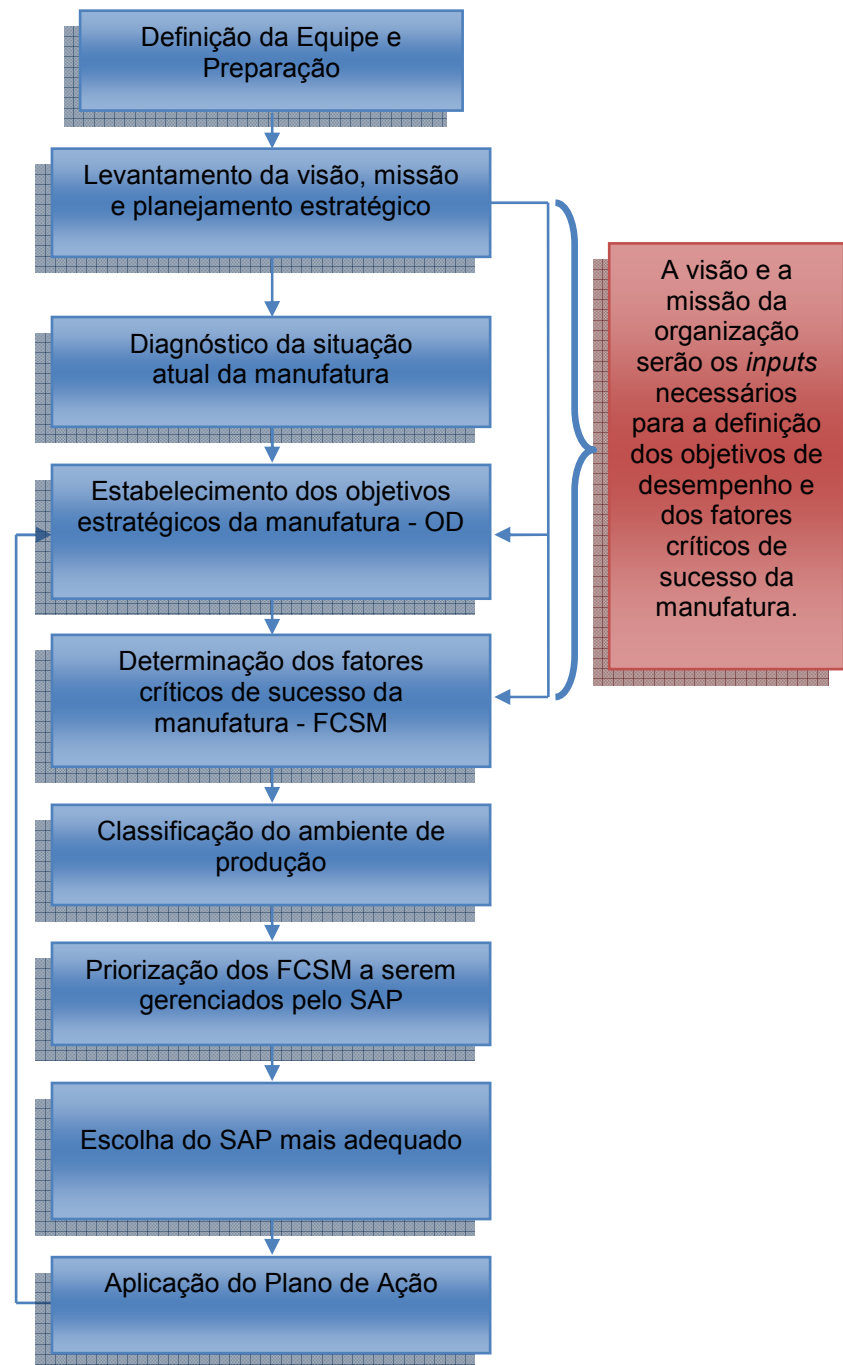 Definição da Equipe e
Preparação
Levantamento da visão, missão
e planejamento estratégico
A visão e a
missão da
organização
serão os inputs
necessários
para a definição
dos objetivos de
desempenho e
dos fatores
críticos de
sucesso da
manufatura.
Diagnóstico da situação
atual da manufatura
Estabelecimento dos objetivos
estratégicos da manufatura - OD
Determinação dos fatores
críticos de sucesso da
manufatura - FCSM
Classificação do ambiente de
produção
Priorização dos FCSM a serem
gerenciados pelo SAP
Escolha do SAP mais adequado
Aplicação do Plano de Ação